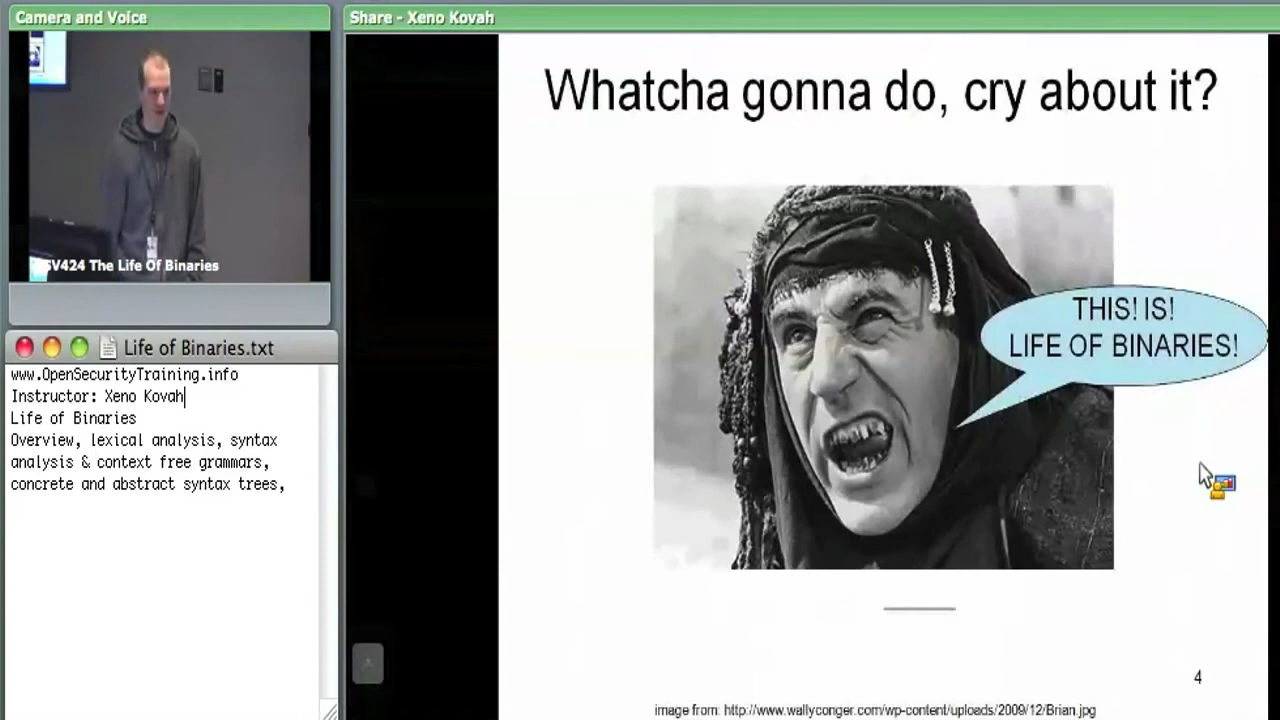 Camera and Voice
SV424 The Life Of Binaries
Life of Binaries.txt
www.OpenSecurityTraining.info
Instructor: Xeno Kovah
Life of Binaries
Overview, lexical analysis, syntax
analysis & context free grammars,
concrete and abstract syntax trees,
Share - Xeno Kovah
Whatcha gonna do, cry about it?
THIS! IS!
LIFE OF BINARIES!
4
image from: http://www.wallyconger.com/wp-content/uploads/2009/12/Brian.jpg